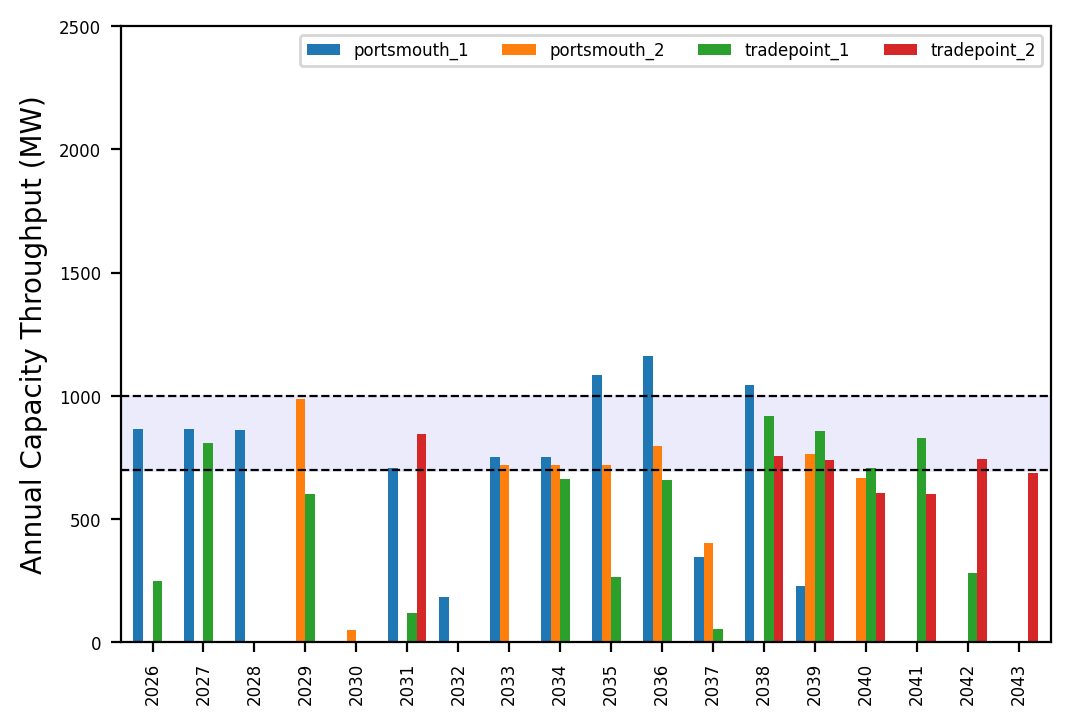 Annual Capacity Throughput (MW)
2500
2000
1500
1000
500
0
portsmouth_1 portsmouth_2 tradepoint_1 tradepoint_2
2026 2027 2028 2029 2030 2031 2032 2033 2034 2035 2036 2037 2038 2039 2040 2041 2042 2043